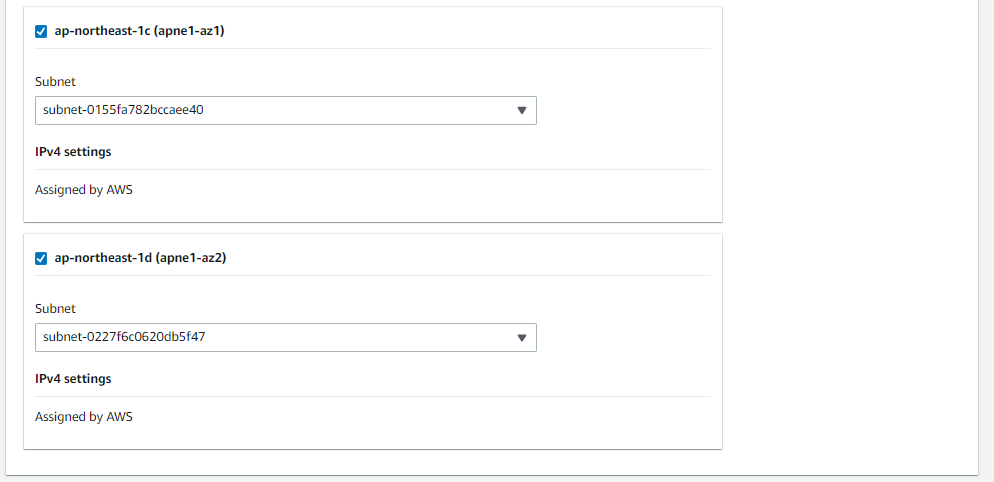 ap-northeast-1c (apne1-az1)
Subnet
subnet-0155fa782bccaee40
IPv4 settings
Assigned by AWS
ap-northeast-1d (apne1-az2)
Subnet
subnet-0227f6c0620db5f47
IPv4 settings
Assigned by AWS